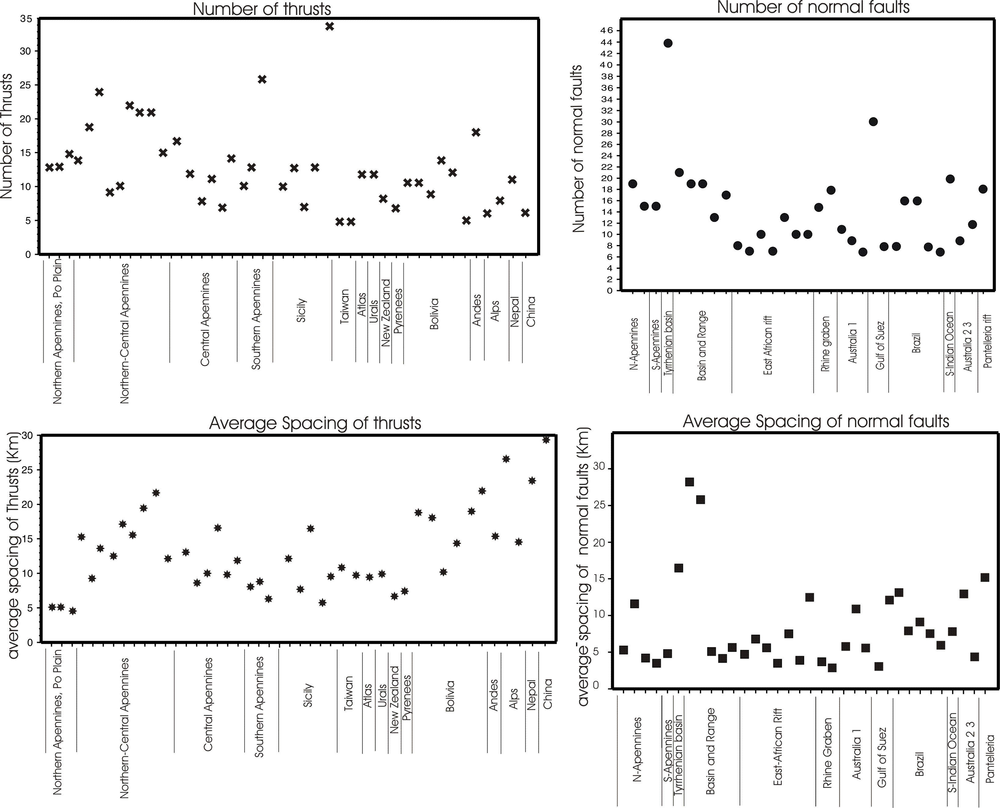 Number of thrusts
Number of Thrusts
35
30
25
20
15
10
5
0
Northern Apennines, Po Plain
Northern-Central Apennines
Central Apennines
Southern Apennines
Sicily
Taiwan
Atlas
Urals
New Zealand
Pyrenees
Bolivia
Andes
Alps
Nepal
China
Number of normal faults
Number of normal faults
46
44
42
40
38
36
34
32
30
28
26
24
22
20
18
16
14
12
10
8
6
4
2
0
N-Apennines
S-Apennines
Tyrrhenian basin
Basin and Range
East African rift
Rhine graben
Australia 1
Gulf of Suez
Brazil
S-Indian Ocean
Australia 2 3
Pantelleria rift
Average Spacing of thrusts
average spacing of Thrusts (Km)
30
25
20
15
10
5
0
Northern Apennines, Po Plain
Northern-Central Apennines
Central Apennines
Southern Apennines
Sicily
Taiwan
Atlas
Urals
New Zealand
Pyrenees
Bolivia
Andes
Alps
Nepal
China
Average Spacing of normal faults
average spacing of normal faults (Km)
30
25
20
15
10
5
0
N-Apennines
S-Apennines
Tyrrhenian basin
Basin and Range
East-African Rift
Rhine Graben
Australia 1
Gulf of Suez
Brazil
S-Indian Ocean
Australia 2 3
Pantelleria